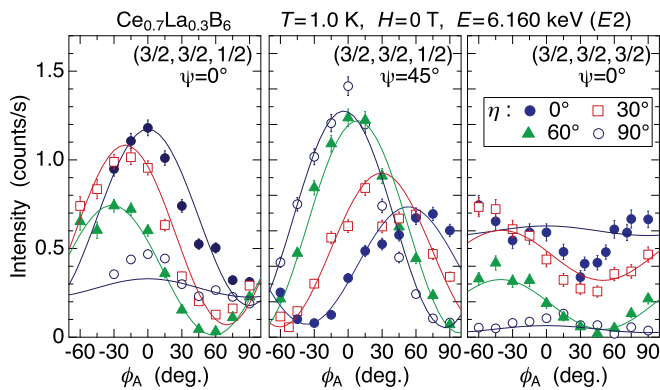 Ce0.7La0.3B6 T=1.0 K, H=0 T, E=6.160 keV (E2)
(3/2, 3/2, 1/2) (3/2, 3/2, 1/2) (3/2, 3/2, 3/2)
ψ=0° ψ=45° ψ=0°
η : 0° 30°
60° 90°
Intensity (counts/s)
1.5
1.0
0.5
0
-60 -30 0 30 60 90 -60 -30 0 30 60 90 -60 -30 0 30 60 90
ϕA (deg.) ϕA (deg.) ϕA (deg.)